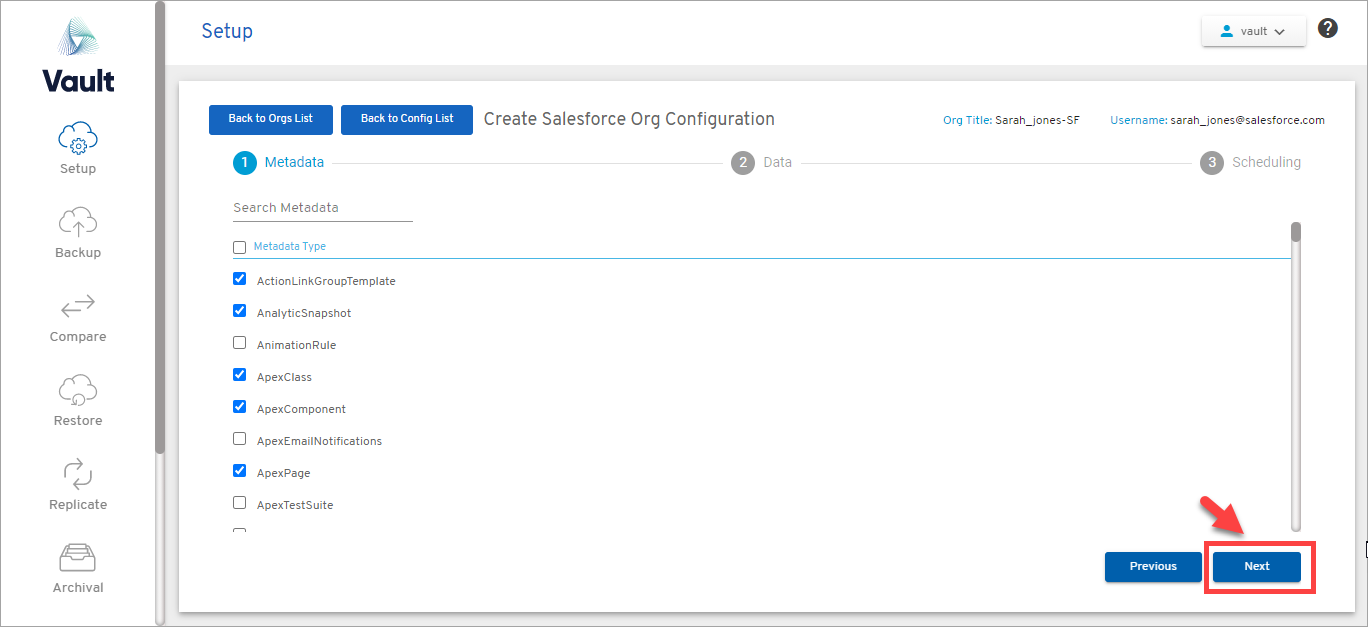 Vault
Setup
Backup
Compare
Restore
Replicate
Archival
Setup
vault
?
Back to Orgs List
Back to Config List
Create Salesforce Org Configuration
Org Title: Sarah_jones-SF
Username: sarah_jones@salesforce.com
1 Metadata
2 Data
3 Scheduling
Search Metadata
Metadata Type
ActionLinkGroupTemplate
AnalyticSnapshot
AnimationRule
ApexClass
ApexComponent
ApexEmailNotifications
ApexPage
ApexTestSuite
Previous
Next